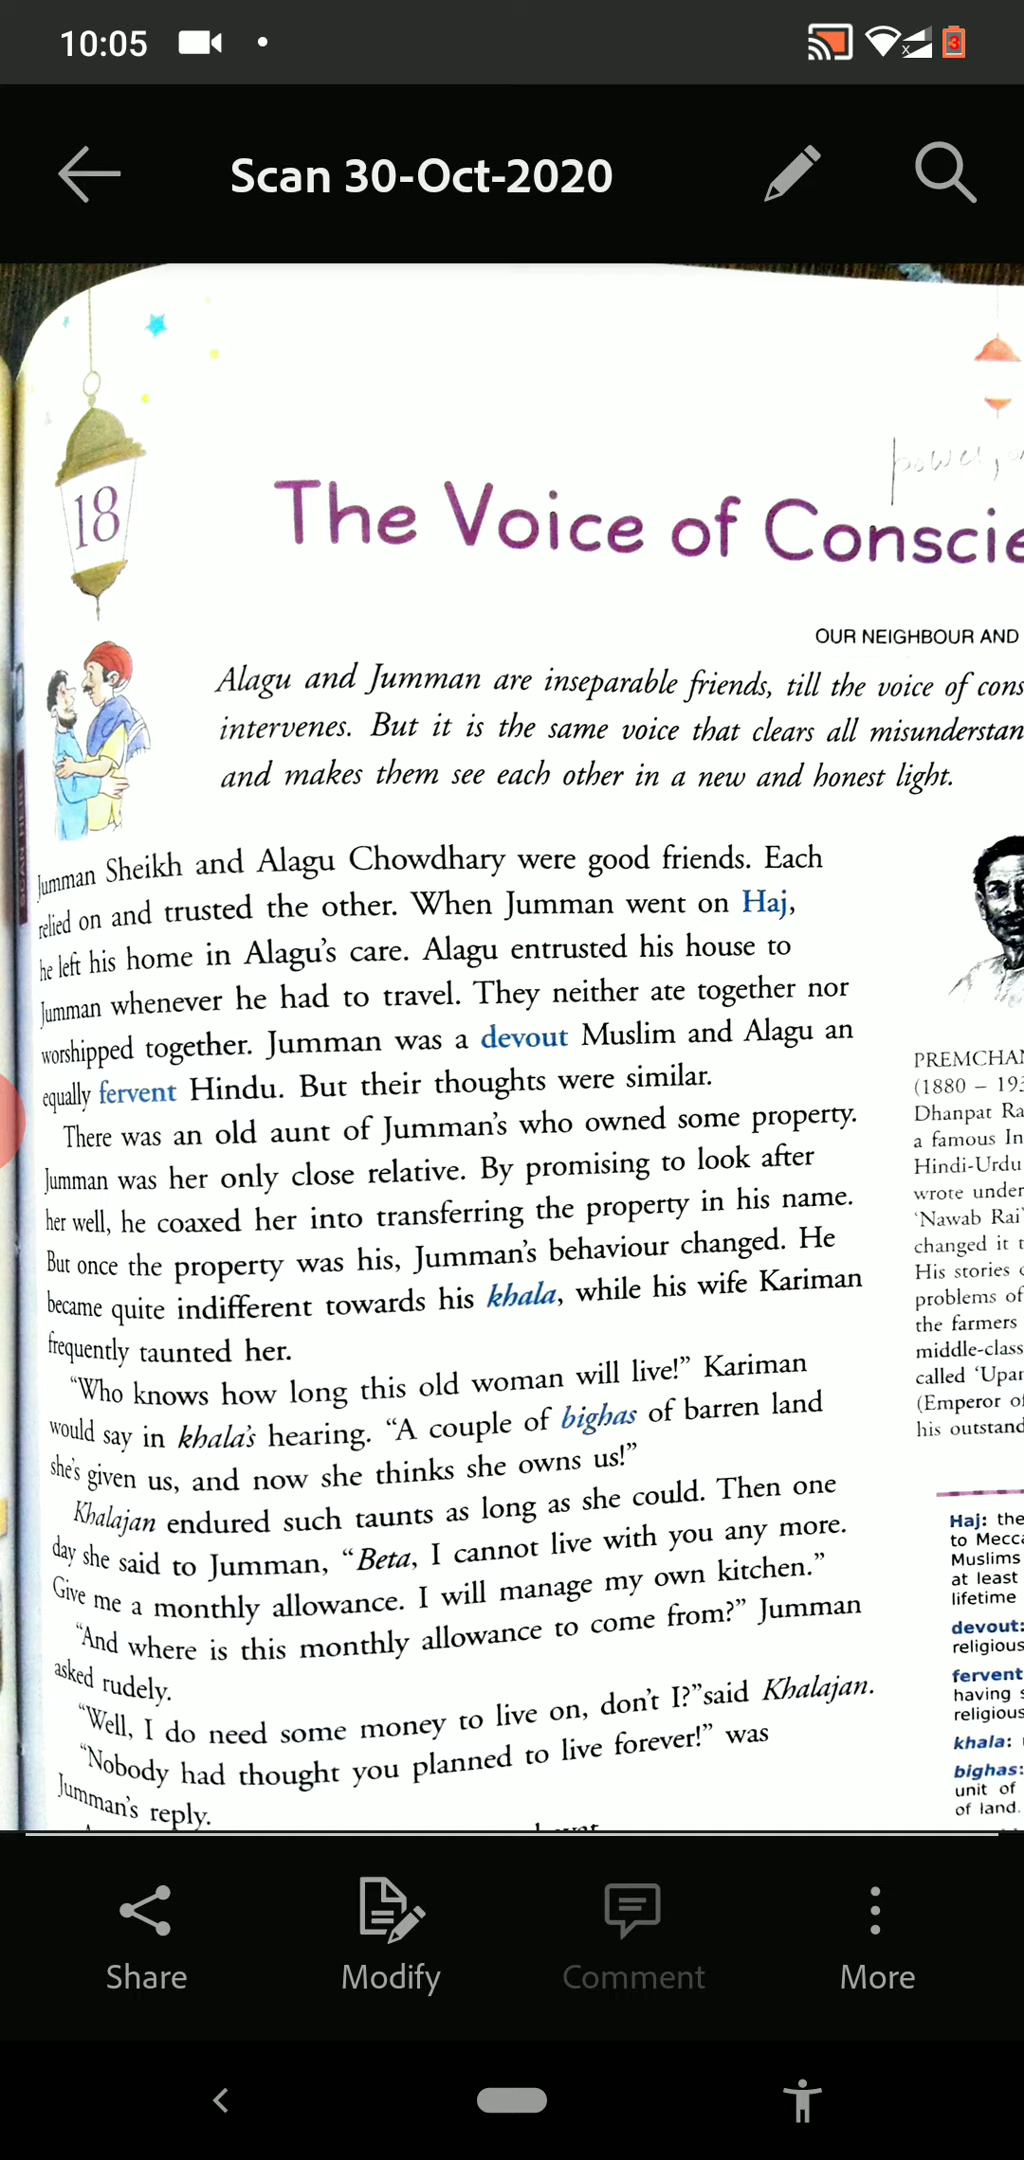 10:05
3
Scan 30-Oct-2020
18
The Voice of Conscie
OUR NEIGHBOUR AND
Alagu and Jumman are inseparable friends, till the voice of cons
intervenes. But it is the same voice that clears all misunderstan
and makes them see each other in a new and honest light.
Jumman Sheikh and Alagu Chowdhary were good friends. Each
relied on and trusted the other. When Jumman went on Haj,
he left his home in Alagu's care. Alagu entrusted his house to
Jumman whenever he had to travel. They neither ate together nor
worshipped together. Jumman was a devout Muslim and Alagu an
equally fervent Hindu. But their thoughts were similar.
There was an old aunt of Jumman's who owned some property.
Jumman was her only close relative. By promising to look after
her well, he coaxed her into transferring the property in his name.
But once the property was his, Jumman's behaviour changed. He
became quite indifferent towards his khala, while his wife Kariman
frequently taunted her.
"Who knows how long this old woman will live!" Kariman
would say in khala's hearing. "A couple of bighas of barren land
she's given us, and now she thinks she owns us!"
Khalajan endured such taunts as long as she could. Then one
day she said to Jumman, "Beta, I cannot live with you any more.
Give me a monthly allowance. I will manage my own kitchen."
"And where is this monthly allowance to come from?" Jumman
asked rudely.
"Well, I do need some money to live on, don't I?"said Khalajan.
"Nobody had thought you planned to live forever!" was
Jumman's reply.
PREMCHAN
(1880 – 193
Dhanpat Ra
a famous In
Hindi-Urdu
wrote under
'Nawab Rai'
changed it t
His stories
problems of
the farmers
middle-class
called 'Upan
(Emperor of
his outstand
Haj: the
to Mecca
Muslims
at least
lifetime
devout:
religious
fervent
having s
religious
khala:
bighas:
unit of
of land.
Share
Modify
Comment
More